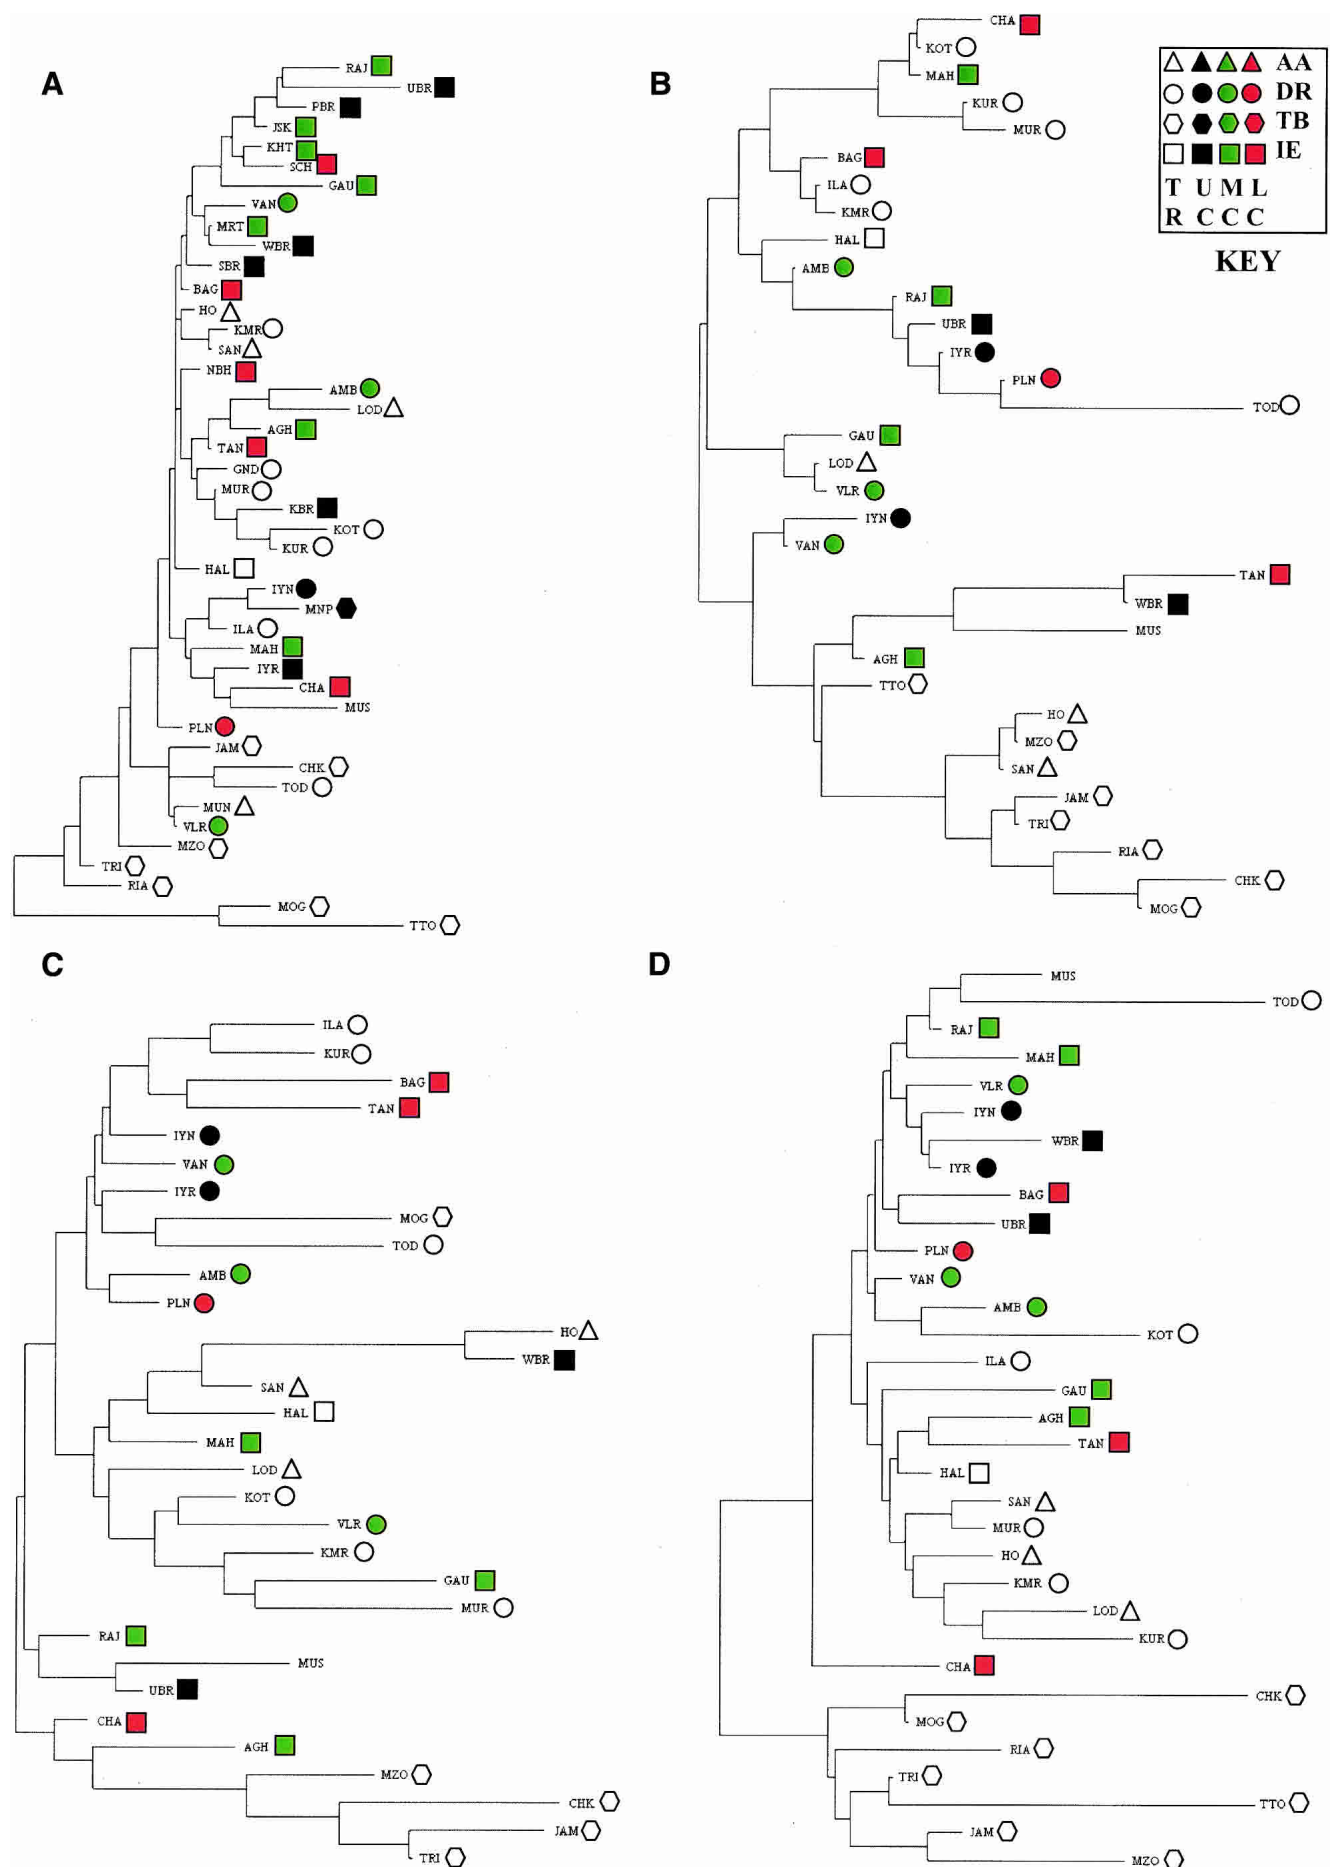 A
RAJ
UBR
PBR
JSK
KHT
SCH
GAU
VAN
MRT
WBR
SBR
BAG
HO
KMR
SAN
NBH
AMB
LOD
AGH
TAN
GND
MUR
KBR
KOT
KUR
HAL
IYN
MNP
ILA
MAH
IYR
CHA
MUS
PLN
JAM
CHK
TOD
MUN
VLR
MZO
TRI
RIA
MOG
TTO
B
CHA
KOT
MAH
KUR
MUR
BAG
ILA
KMR
HAL
AMB
RAJ
UBR
IYR
PLN
TOD
GAU
LOD
VLR
IYN
VAN
TAN
WBR
MUS
AGH
TTO
HO
MZO
SAN
JAM
TRI
RIA
CHK
MOG
AA
DR
TB
IE
T U M L
R C C C
KEY
C
ILA
KUR
BAG
TAN
IYN
VAN
IYR
MOG
TOD
AMB
PLN
HO
WBR
SAN
HAL
MAH
LOD
KOT
VLR
KMR
GAU
MUR
RAJ
MUS
UBR
CHA
AGH
MZO
CHK
JAM
TRI
D
MUS
TOD
RAJ
MAH
VLR
IYN
WBR
IYR
BAG
UBR
PLN
VAN
AMB
KOT
ILA
GAU
AGH
TAN
HAL
SAN
MUR
HO
KMR
LOD
KUR
CHA
CHK
MOG
RIA
TRI
TTO
JAM
MZO